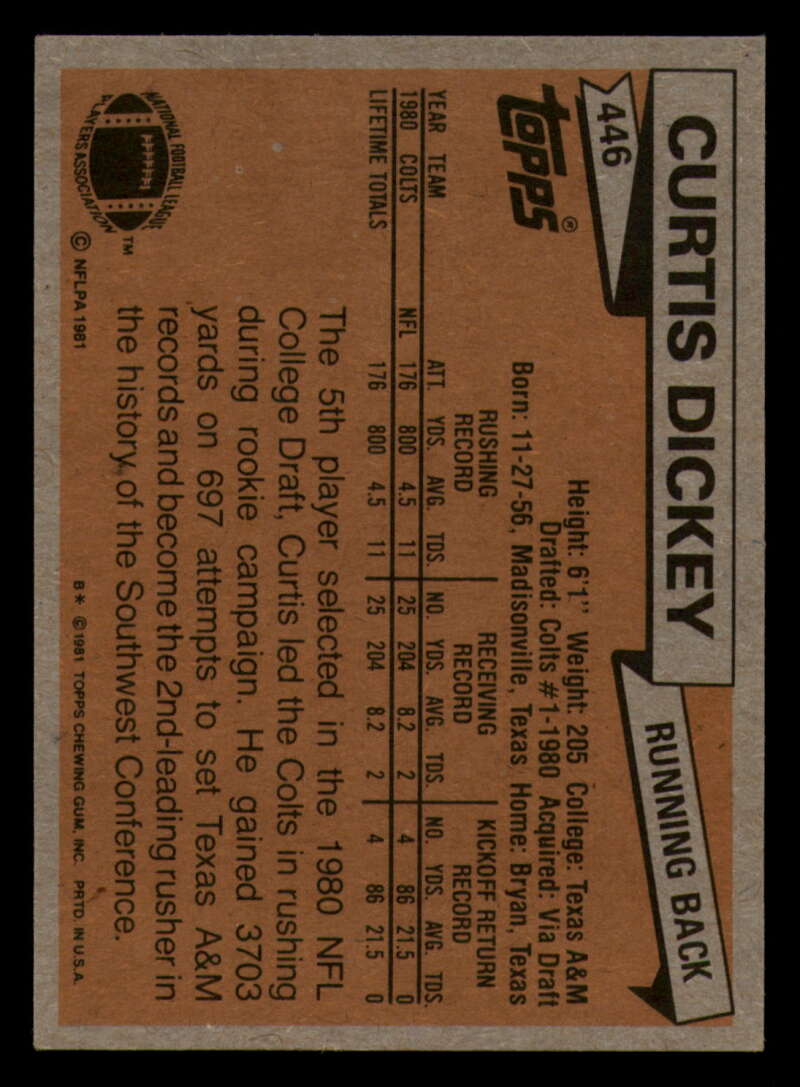 446
CURTIS DICKEY
RUNNING BACK
Topps®
Height: 6'1" Weight: 205 College: Texas A&M
Drafted: Colts #1-1980 Acquired: Via Draft
Born: 11-27-56, Madisonville, Texas Home: Bryan, Texas
RUSHING RECORD RECEIVING RECORD KICKOFF RETURN RECORD
YEAR TEAM ATT. YDS. AVG. TDS. NO. YDS. AVG. TDS. NO. YDS. AVG. TDS.
1980 COLTS NFL 176 800 4.5 11 25 204 8.2 2 4 86 21.5 0
LIFETIME TOTALS 176 800 4.5 11 25 204 8.2 2 4 86 21.5 0
The 5th player selected in the 1980 NFL
College Draft, Curtis led the Colts in rushing
during rookie campaign. He gained 3703
yards on 697 attempts to set Texas A&M
records and become the 2nd-leading rusher in
the history of the Southwest Conference.
NATIONAL FOOTBALL LEAGUE
PLAYERS ASSOCIATION
TM
© NFLPA 1981
B* ©1981 TOPPS CHEWING GUM, INC. PRTD. IN U.S.A.